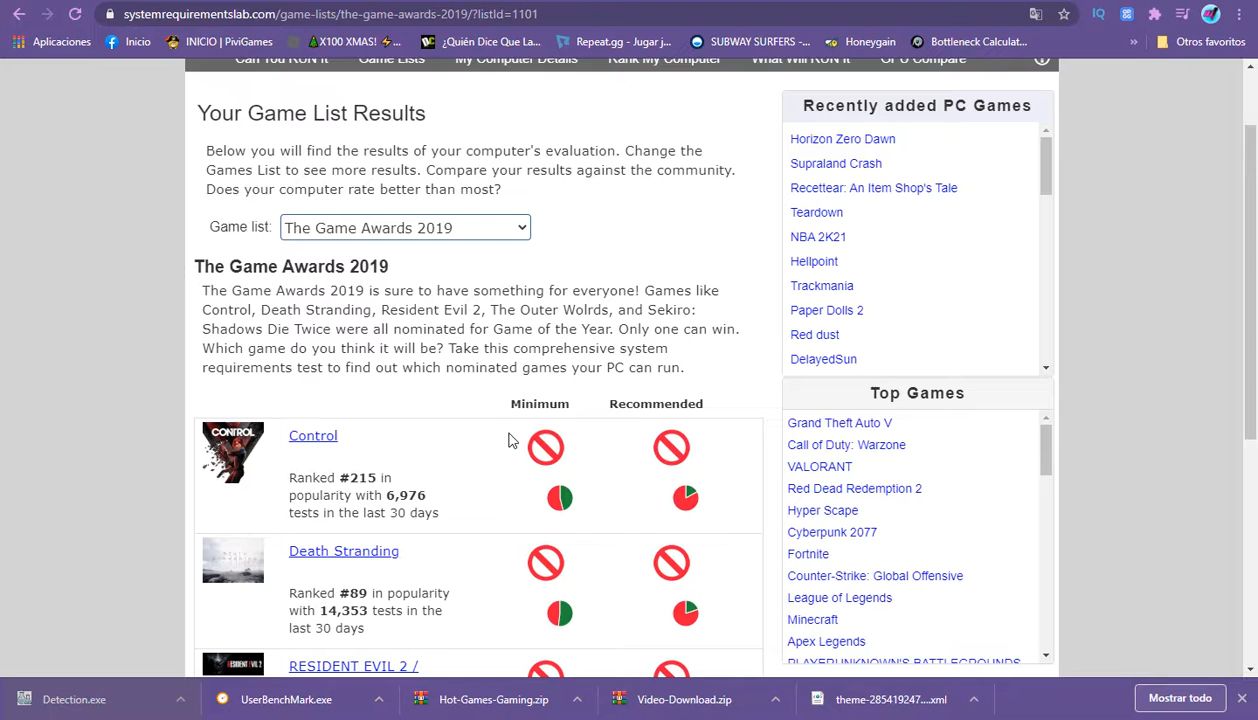 systemrequirementslab.com/game-lists/the-game-awards-2019/?listId=1101
Aplicaciones
Inicio
INICIO | PiviGames
X100 XMAS!
¿Quién Dice Que La...
Repeat.gg - Jugar j...
SUBWAY SURFERS -...
Honeygain
Bottleneck Calculat...
»
Otros favoritos
Can You RUN It
Game Lists
My Computer Details
Rank My Computer
What Will RUN It
CPU Compare
Your Game List Results
Below you will find the results of your computer's evaluation. Change the
Games List to see more results. Compare your results against the community.
Does your computer rate better than most?
Game list:
The Game Awards 2019
The Game Awards 2019
The Game Awards 2019 is sure to have something for everyone! Games like
Control, Death Stranding, Resident Evil 2, The Outer Wolrds, and Sekiro:
Shadows Die Twice were all nominated for Game of the Year. Only one can win.
Which game do you think it will be? Take this comprehensive system
requirements test to find out which nominated games your PC can run.
Minimum
Recommended
CONTROL
Control
Ranked #215 in
popularity with 6,976
tests in the last 30 days
Death Stranding
Ranked #89 in popularity
with 14,353 tests in the
last 30 days
RESIDENT EVIL 2
RESIDENT EVIL 2 /
Recently added PC Games
Horizon Zero Dawn
Supraland Crash
Recettear: An Item Shop's Tale
Teardown
NBA 2K21
Hellpoint
Trackmania
Paper Dolls 2
Red dust
DelayedSun
Top Games
Grand Theft Auto V
Call of Duty: Warzone
VALORANT
Red Dead Redemption 2
Hyper Scape
Cyberpunk 2077
Fortnite
Counter-Strike: Global Offensive
League of Legends
Minecraft
Apex Legends
PLAYERUNKNOWN'S BATTLEGROUNDS
Detection.exe
UserBenchMark.exe
Hot-Games-Gaming.zip
Video-Download.zip
theme-285419247....xml
Mostrar todo